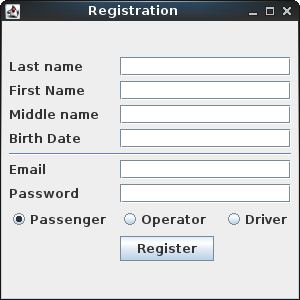 Registration
Last name
First Name
Middle name
Birth Date
Email
Password
Passenger Operator Driver
Register